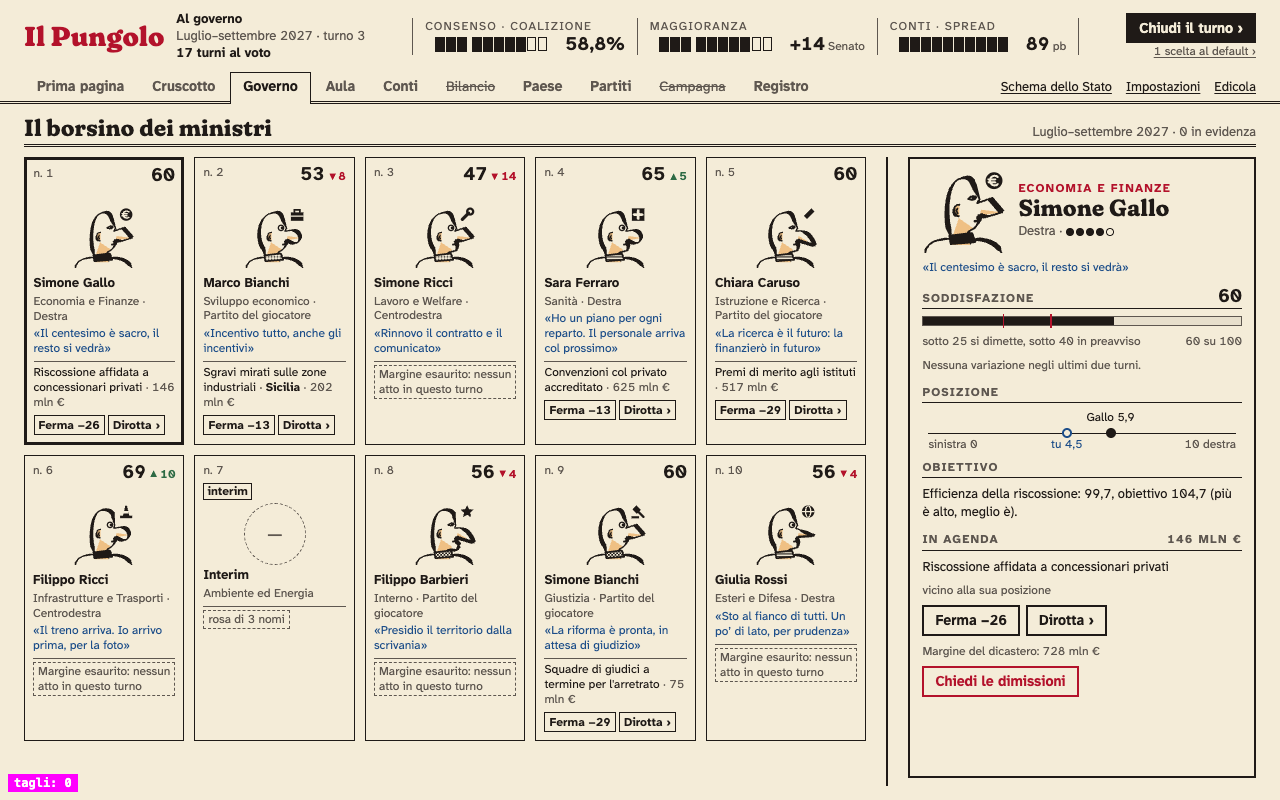 Il Pungolo
Al governo
Luglio–settembre 2027 · turno 3
17 turni al voto
CONSENSO · COALIZIONE
58,8%
MAGGIORANZA
+14 Senato
CONTI · SPREAD
89 pb
Chiudi il turno ›
1 scelta al default ›
Prima pagina Cruscotto Governo Aula Conti Bilancio Paese Partiti Campagna Registro
Schema dello Stato Impostazioni Edicola
Il borsino dei ministri
Luglio–settembre 2027 · 0 in evidenza
n. 1 60
Simone Gallo
Economia e Finanze ·
Destra
«Il centesimo è sacro, il
resto si vedrà»
Riscossione affidata a
concessionari privati · 146
mln €
Ferma −26 Dirotta ›
n. 2 53 ▼8
Marco Bianchi
Sviluppo economico ·
Partito del giocatore
«Incentivo tutto, anche gli
incentivi»
Sgravi mirati sulle zone
industriali · Sicilia · 202
mln €
Ferma −13 Dirotta ›
n. 3 47 ▼14
Simone Ricci
Lavoro e Welfare ·
Centrodestra
«Rinnovo il contratto e il
comunicato»
Margine esaurito: nessun
atto in questo turno
n. 4 65 ▲5
Sara Ferraro
Sanità · Destra
«Ho un piano per ogni
reparto. Il personale arriva
col prossimo»
Convenzioni col privato
accreditato · 625 mln €
Ferma −13 Dirotta ›
n. 5 60
Chiara Caruso
Istruzione e Ricerca ·
Partito del giocatore
«La ricerca è il futuro: la
finanzierò in futuro»
Premi di merito agli istituti
· 517 mln €
Ferma −29 Dirotta ›
n. 6 69 ▲10
Filippo Ricci
Infrastrutture e Trasporti ·
Centrodestra
«Il treno arriva. Io arrivo
prima, per la foto»
Margine esaurito: nessun
atto in questo turno
n. 7
interim
—
Interim
Ambiente ed Energia
rosa di 3 nomi
n. 8 56 ▼4
Filippo Barbieri
Interno · Partito del
giocatore
«Presidio il territorio dalla
scrivania»
Margine esaurito: nessun
atto in questo turno
n. 9 60
Simone Bianchi
Giustizia · Partito del
giocatore
«La riforma è pronta, in
attesa di giudizio»
Squadre di giudici a
termine per l'arretrato · 75
mln €
Ferma −29 Dirotta ›
n. 10 56 ▼4
Giulia Rossi
Esteri e Difesa · Destra
«Sto al fianco di tutti. Un
po' di lato, per prudenza»
Margine esaurito: nessun
atto in questo turno
ECONOMIA E FINANZE
Simone Gallo
Destra · ●●●●○
«Il centesimo è sacro, il resto si vedrà»
SODDISFAZIONE 60
sotto 25 si dimette, sotto 40 in preavviso 60 su 100
Nessuna variazione negli ultimi due turni.
POSIZIONE
Gallo 5,9
sinistra 0 tu 4,5 10 destra
OBIETTIVO
Efficienza della riscossione: 99,7, obiettivo 104,7 (più
è alto, meglio è).
IN AGENDA 146 MLN €
Riscossione affidata a concessionari privati
vicino alla sua posizione
Ferma −26 Dirotta ›
Margine del dicastero: 728 mln €
Chiedi le dimissioni
tagli: 0